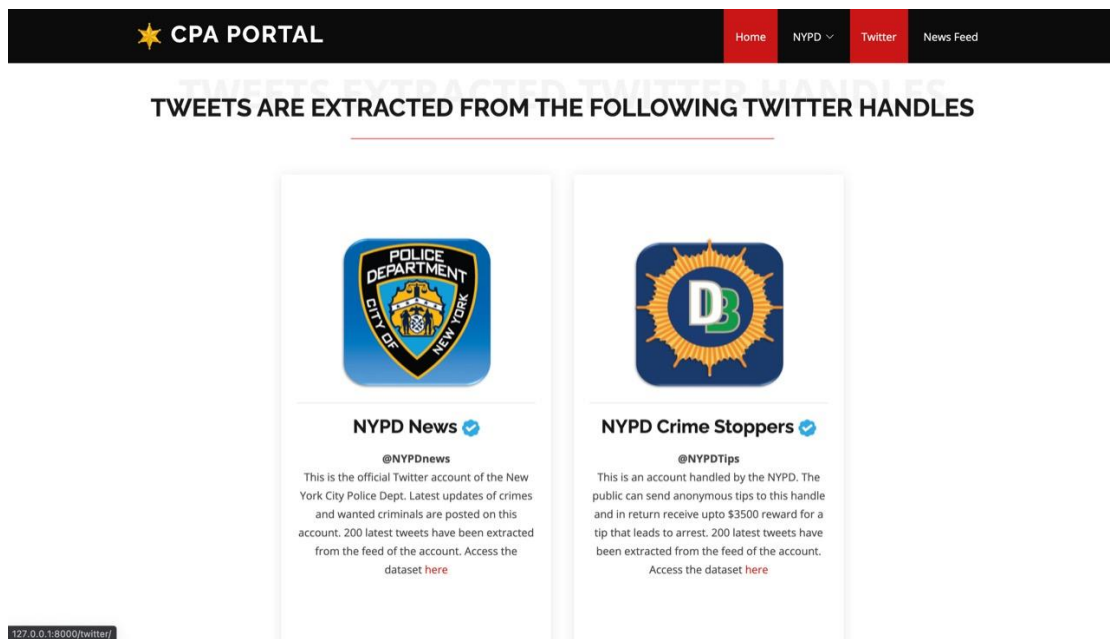 CPA PORTAL
Home
NYPD
Twitter
News Feed
TWEETS EXTRACTED TWITTER HANDLES
TWEETS ARE EXTRACTED FROM THE FOLLOWING TWITTER HANDLES
POLICE
DEPARTMENT
CITY OF
NEW YORK
DB
NYPD News
@NYPDnews
This is the official Twitter account of the New
York City Police Dept. Latest updates of crimes
and wanted criminals are posted on this
account. 200 latest tweets have been extracted
from the feed of the account. Access the
dataset here
NYPD Crime Stoppers
@NYPDTips
This is an account handled by the NYPD. The
public can send anonymous tips to this handle
and in return receive upto $3500 reward for a
tip that leads to arrest. 200 latest tweets have
been extracted from the feed of the account.
Access the dataset here
127.0.0.1:8000/twitter/